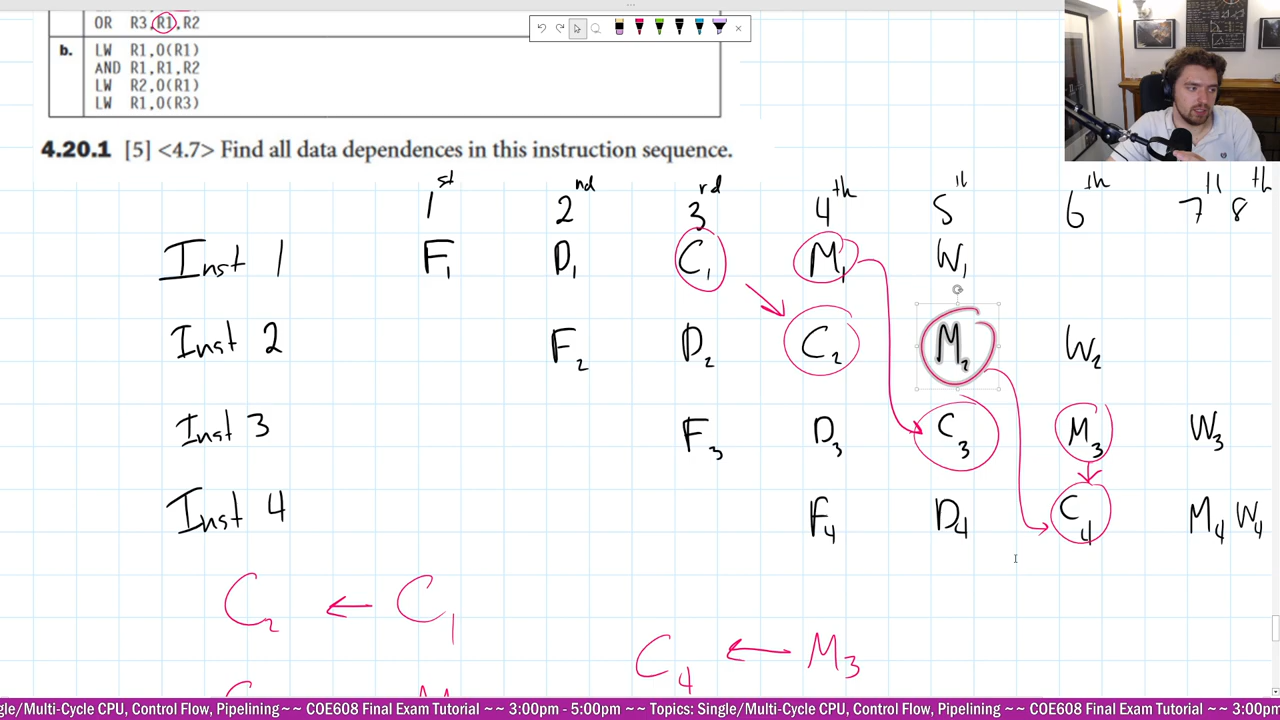 OR R3,R1,R2
b.
LW R1,0(R1)
AND R1,R1,R2
LW R2,0(R1)
LW R1,0(R3)
4.20.1 [5] <4.7> Find all data dependences in this instruction sequence.
1st 2nd 3rd 4th 5th 6th 7th 8th
Inst 1 F1 D1 C1 M1 W1
Inst 2 F2 D2 C2 M2 W2
Inst 3 F3 D3 C3 M3 W3
Inst 4 F4 D4 C4 M4 W4
C2 ← C1
C4 ← M3
gle/Multi-Cycle CPU, Control Flow, Pipelining ~~ COE608 Final Exam Tutorial ~~ 3:00pm - 5:00pm ~~ Topics: Single/Multi-Cycle CPU, Control Flow, Pipelining ~~ COE608 Final Exam Tutorial ~~ 3:00pm